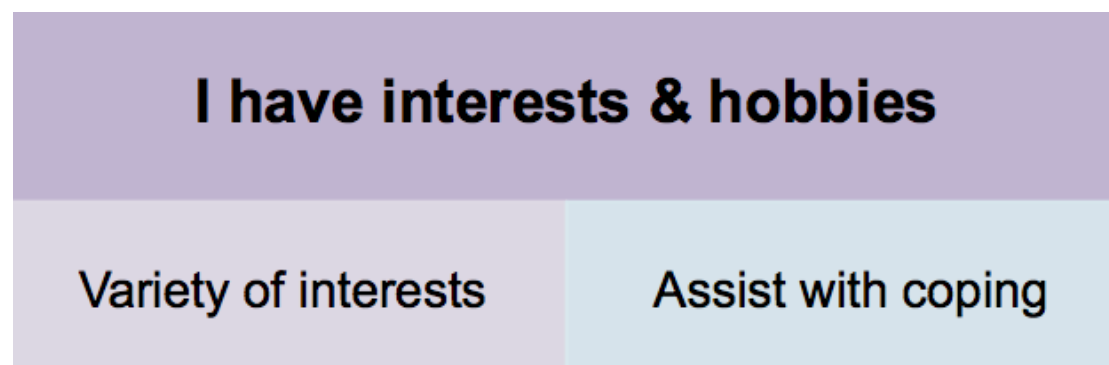 I have interests & hobbies
Variety of interests
Assist with coping